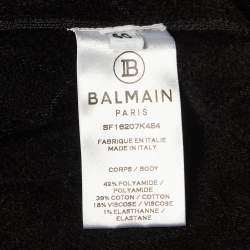 B
BALMAIN
PARIS
SF16207K464
FABRIQUE EN ITALIE
MADE IN ITALY
CORPS / BODY
42% POLYAMIDE /
POLYAMIDE
39% COTON / COTTON
18% VISCOSE / VISCOSE
1% ELASTHANNE /
ELASTANE